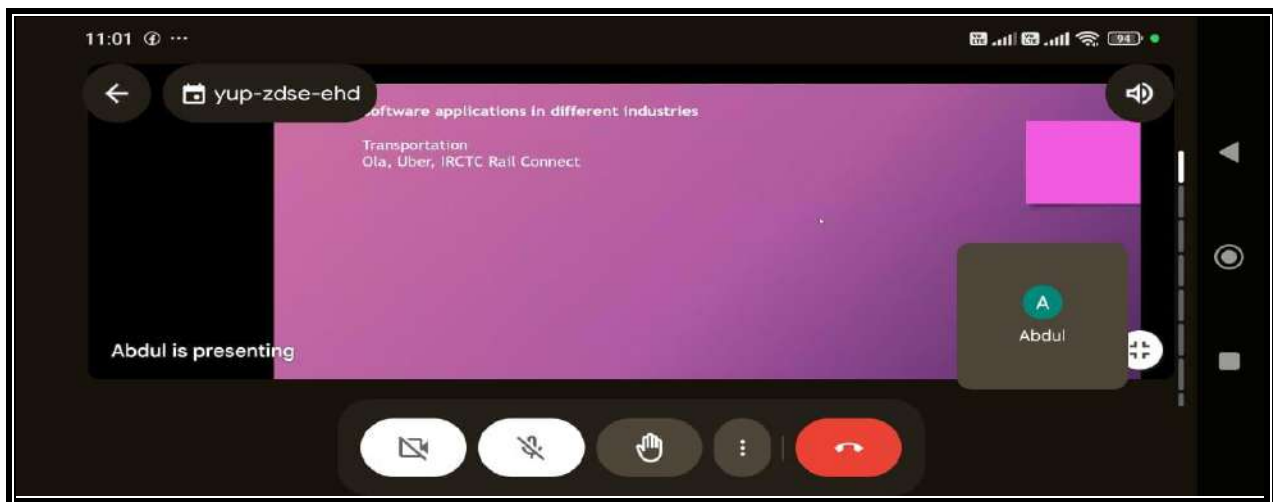 11:01
yup-zdse-ehd
oftware applications in different industries
Transportation
Ola, Uber, IRCTC Rail Connect
A
Abdul
Abdul is presenting
94